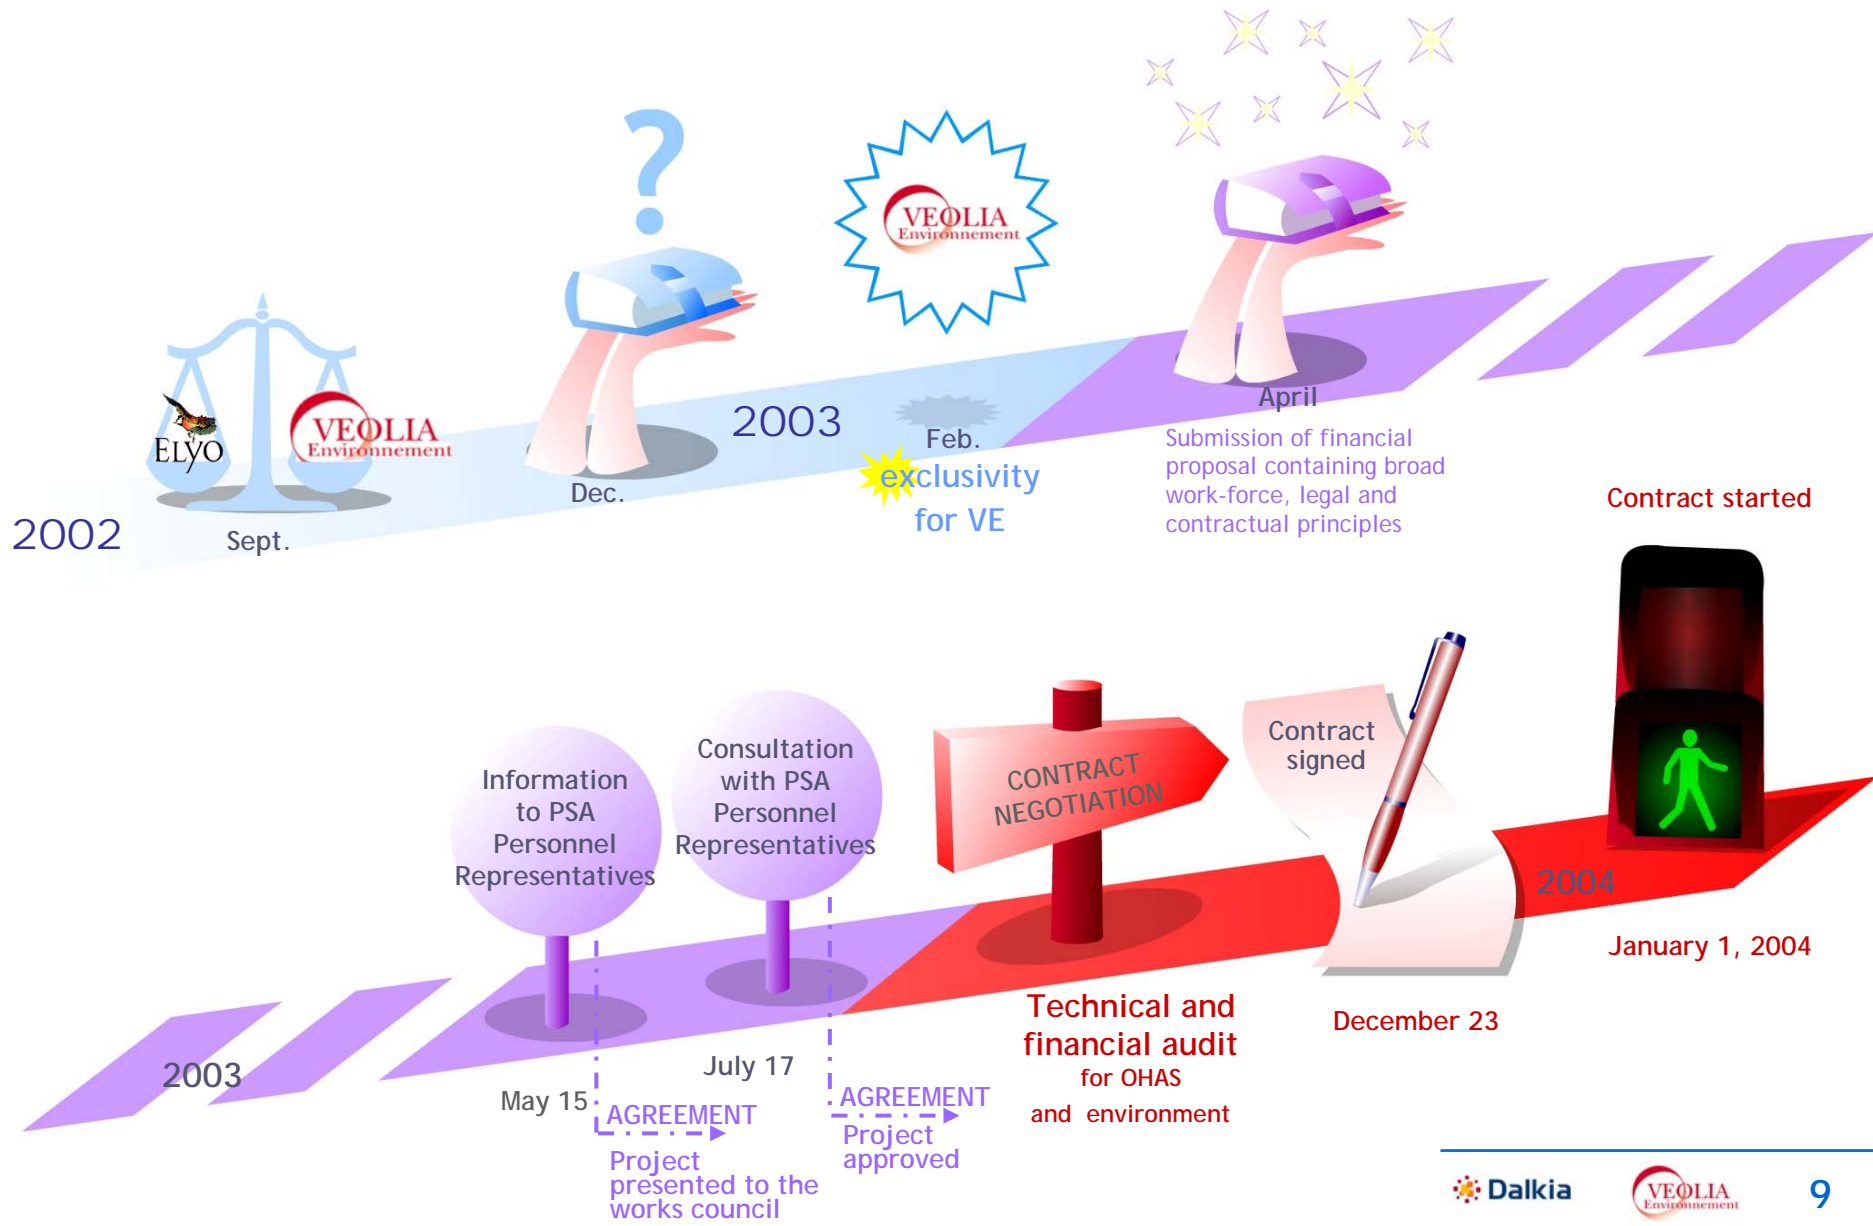 ?
VEOLIA
Environnement
ELYO
VEOLIA
Environnement
2002
Sept.
Dec.
2003
Feb.
exclusivity
for VE
April
Submission of financial
proposal containing broad
work-force, legal and
contractual principles
Contract started
2003
Information
to PSA
Personnel
Representatives
May 15
AGREEMENT
Project
presented to the
works council
Consultation
with PSA
Personnel
Representatives
July 17
AGREEMENT
Project
approved
CONTRACT
NEGOTIATION
Technical and
financial audit
for OHAS
and environment
Contract
signed
December 23
2004
January 1, 2004
Dalkia
VEOLIA
Environnement
9